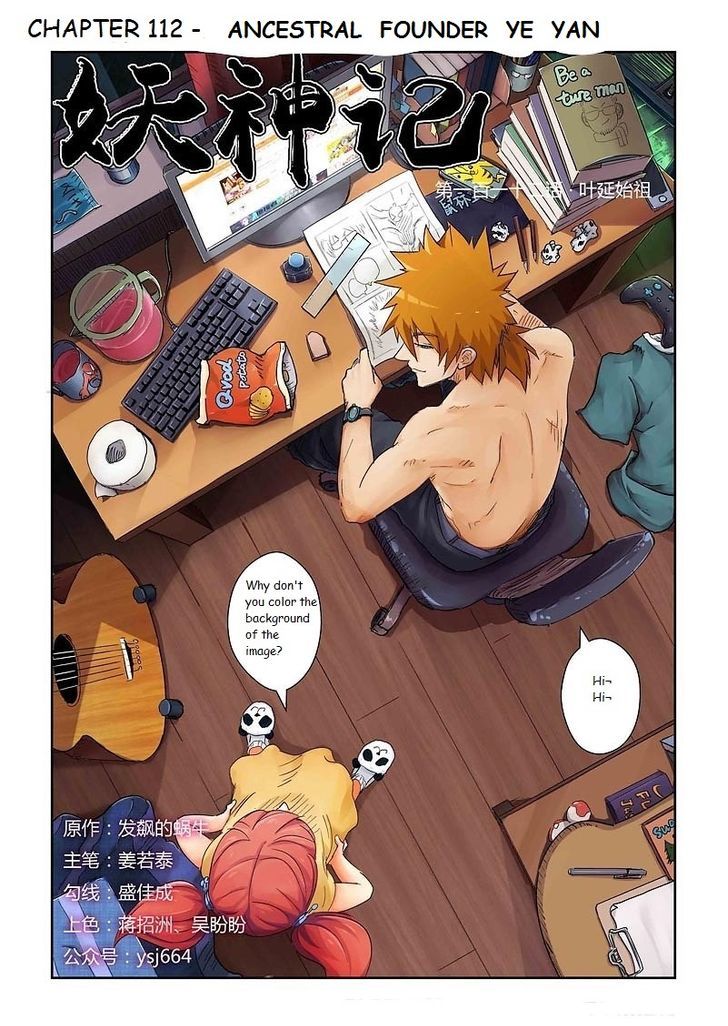 CHAPTER 112 - ANCESTRAL FOUNDER YE YAN
妖神记
Be a
ture man
第一百一十二话·叶延始祖
Qvod
potato
Why don't
you color the
background
of the
image?
Hi¬
Hi¬
原作：发飙的蜗牛
主笔：姜若泰
勾线：盛佳成
上色：蒋招洲、吴盼盼
公众号：ysj664